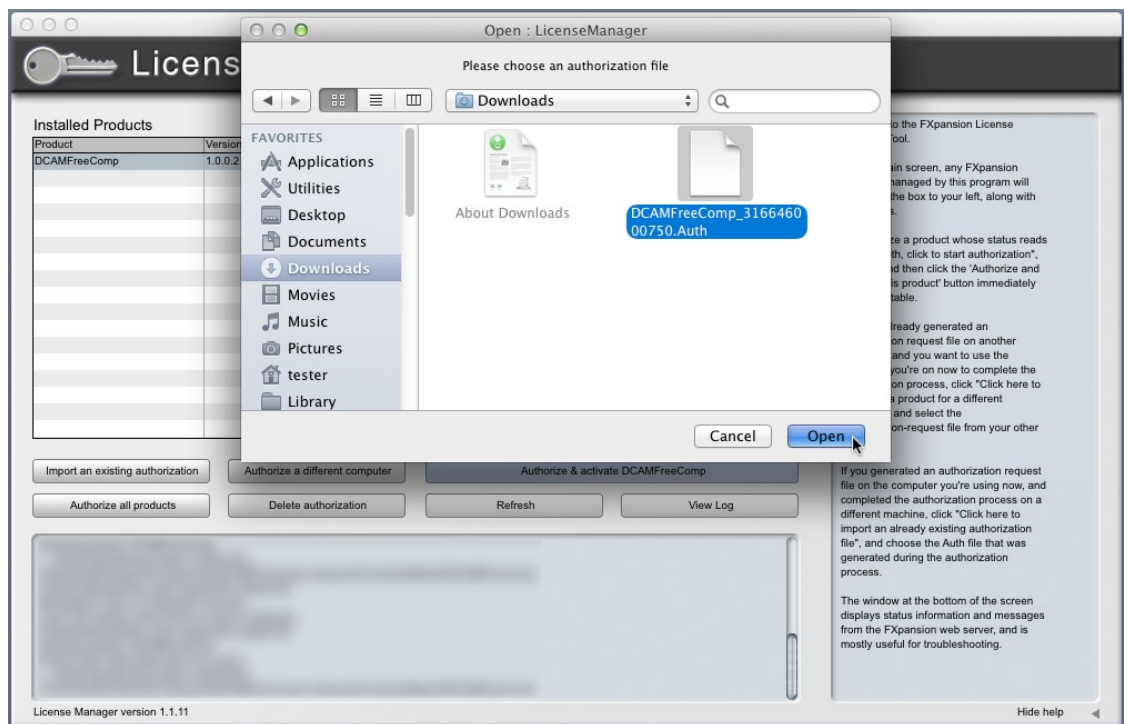 Open : LicenseManager
Licens
Please choose an authorization file
Downloads
Installed Products
Product Version
DCAMFreeComp 1.0.0.2
FAVORITES
Applications
Utilities
Desktop
Documents
Downloads
Movies
Music
Pictures
tester
Library
About Downloads
DCAMFreeComp_3166460
00750.Auth
Cancel Open
to the FXpansion License
ool.
ain screen, any FXpansion
managed by this program will
the box to your left, along with
s.
ze a product whose status reads
th, click to start authorization",
d then click the 'Authorize and
is product' button immediately
table.
lready generated an
on request file on another
and you want to use the
you're on now to complete the
on process, click "Click here to
a product for a different
and select the
on-request file from your other
Import an existing authorization Authorize a different computer Authorize & activate DCAMFreeComp
Authorize all products Delete authorization Refresh View Log
If you generated an authorization request
file on the computer you're using now, and
completed the authorization process on a
different machine, click "Click here to
import an already existing authorization
file", and choose the Auth file that was
generated during the authorization
process.
The window at the bottom of the screen
displays status information and messages
from the FXpansion web server, and is
mostly useful for troubleshooting.
License Manager version 1.1.11
Hide help